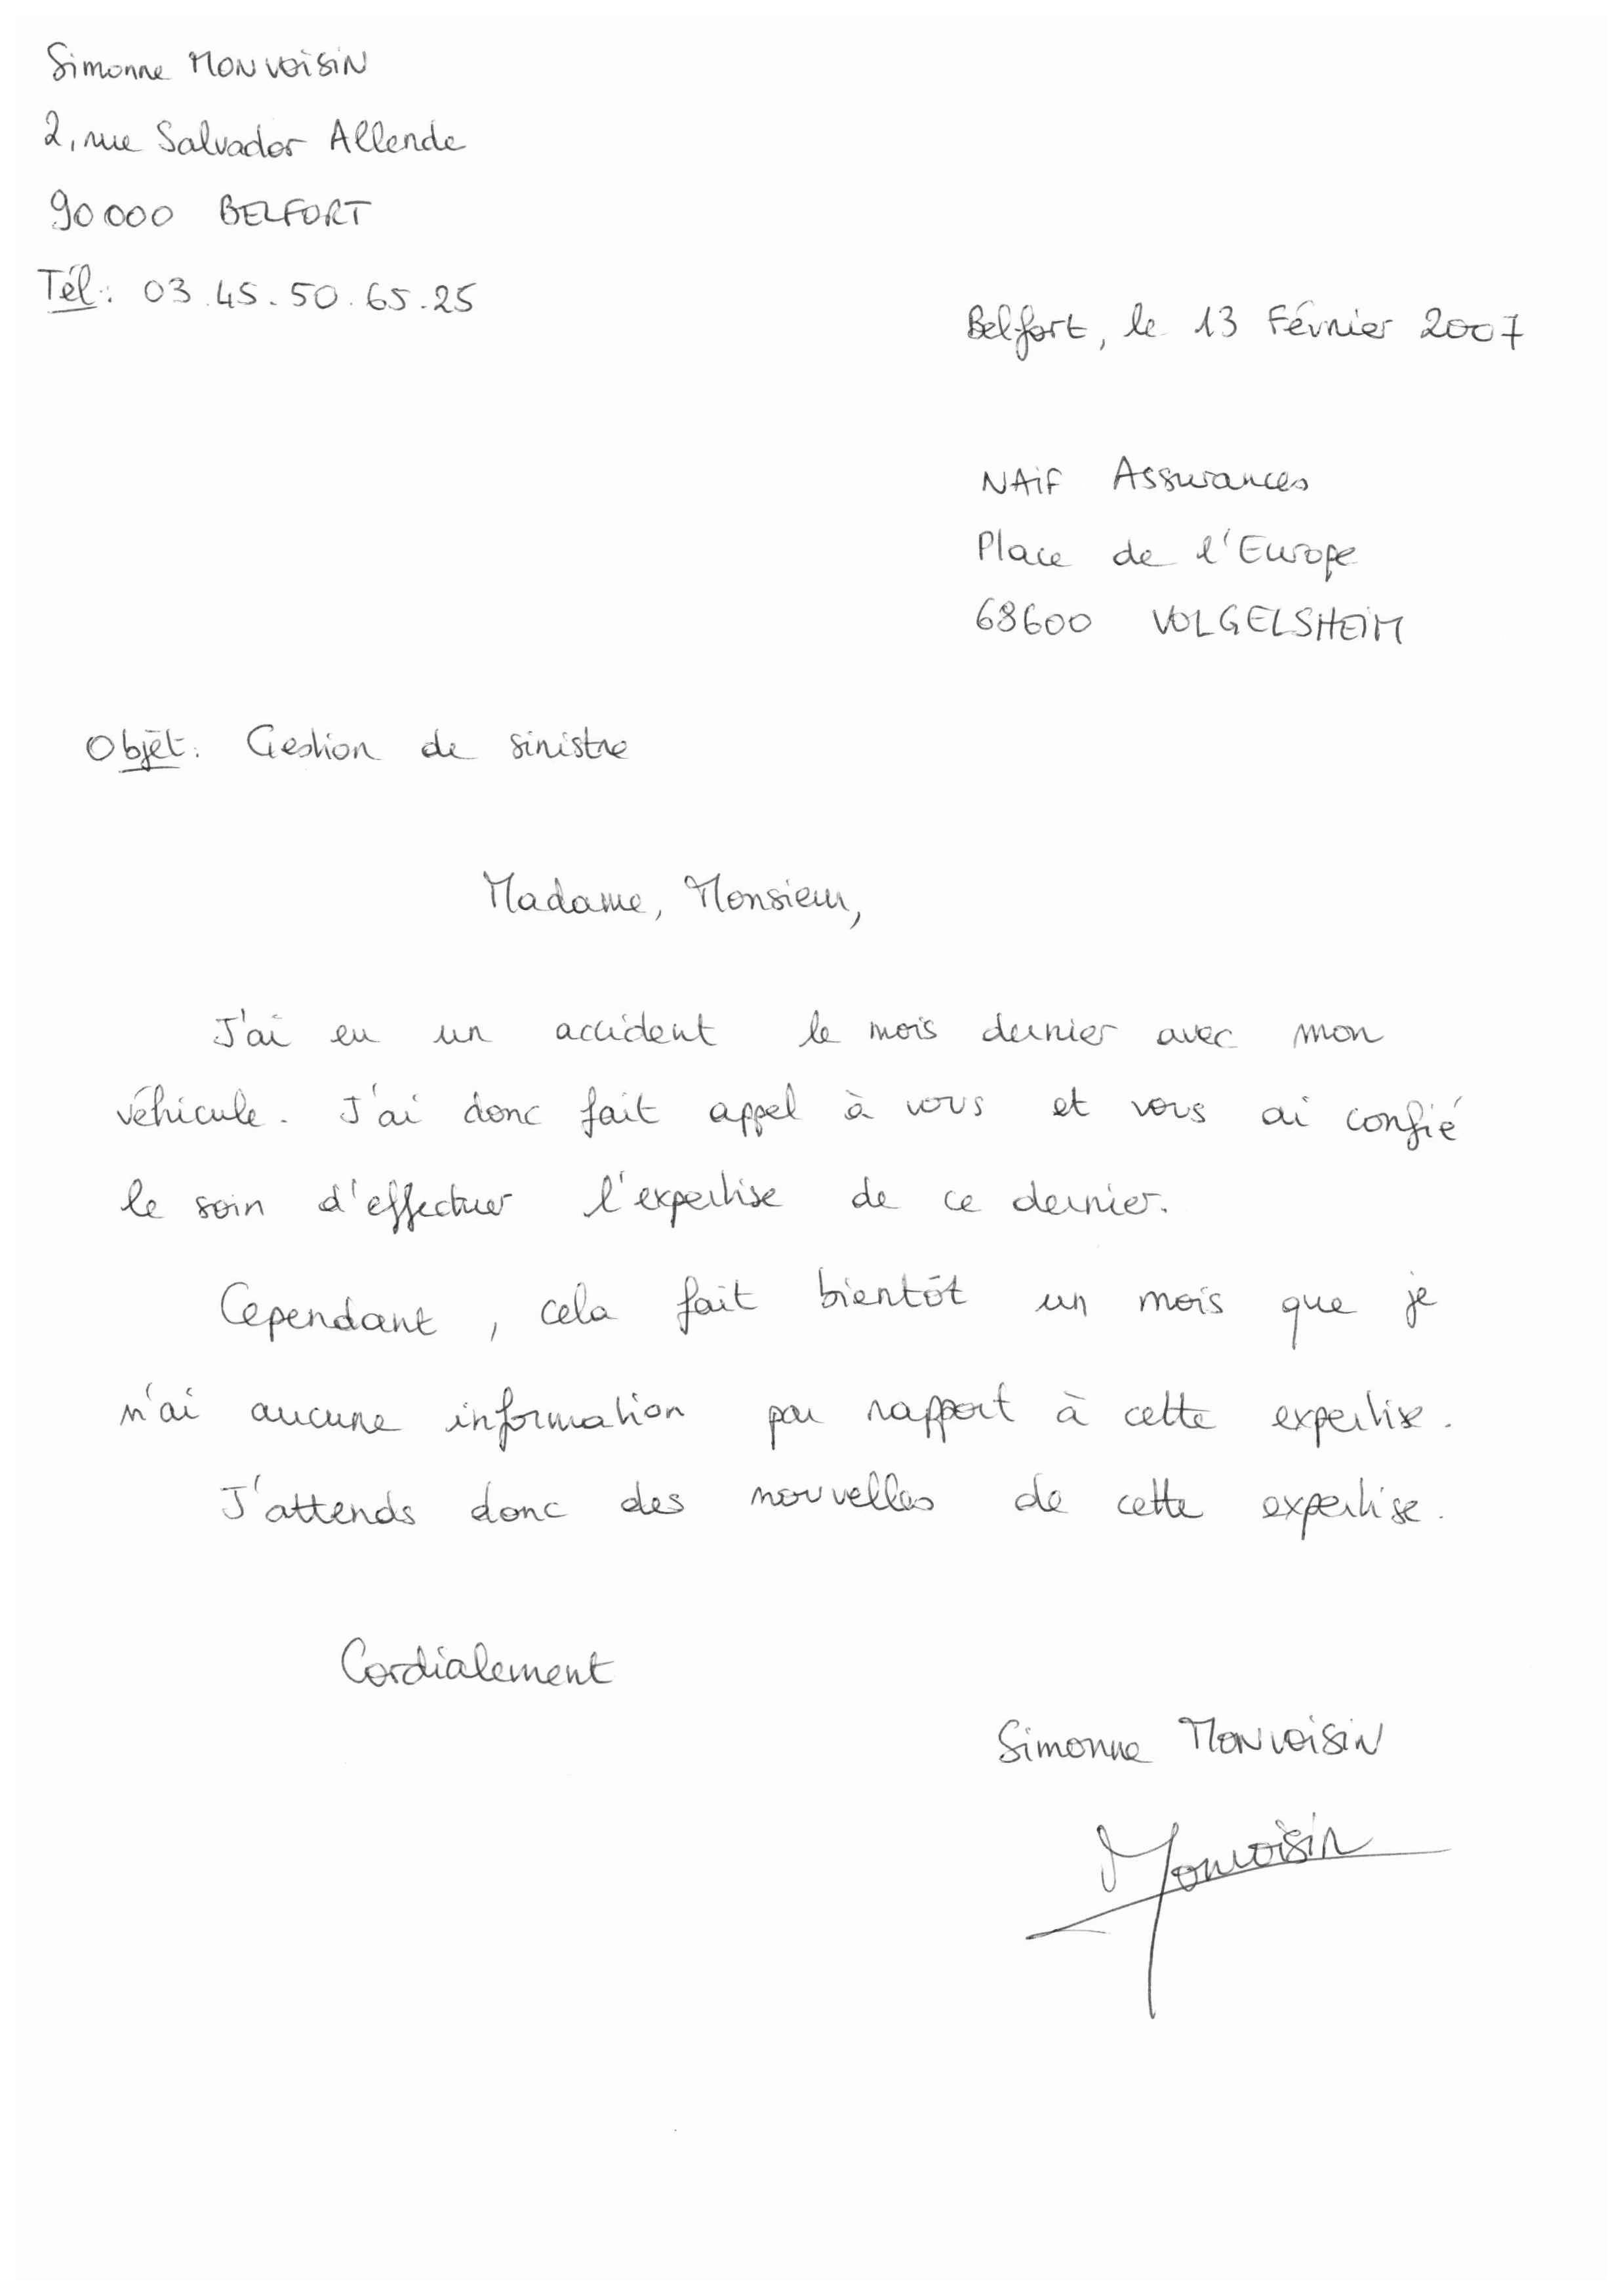 Simonne MONVOISIN
2, rue Salvador Allende
90000 BELFORT
Tél: 03.45.50.65.25
Belfort, le 13 Février 2007
NAIF Assurances
Place de l'Europe
68600 VOLGELSHEIM
Objet: Gestion de sinistre
Madame, Monsieur,
J'ai eu un accident le mois dernier avec mon
véhicule. J'ai donc fait appel à vous et vous ai confié
le soin d'effectuer l'expertise de ce dernier.
Cependant, cela fait bientôt un mois que je
n'ai aucune information par rapport à cette expertise.
J'attends donc des nouvelles de cette expertise.
Cordialement
Simonne MONVOISIN
Monvoisin